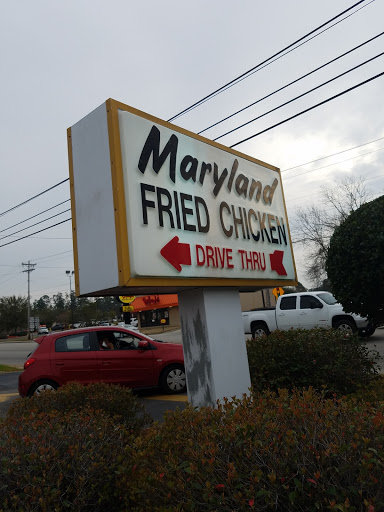 Maryland
FRIED CHICKEN
DRIVE THRU